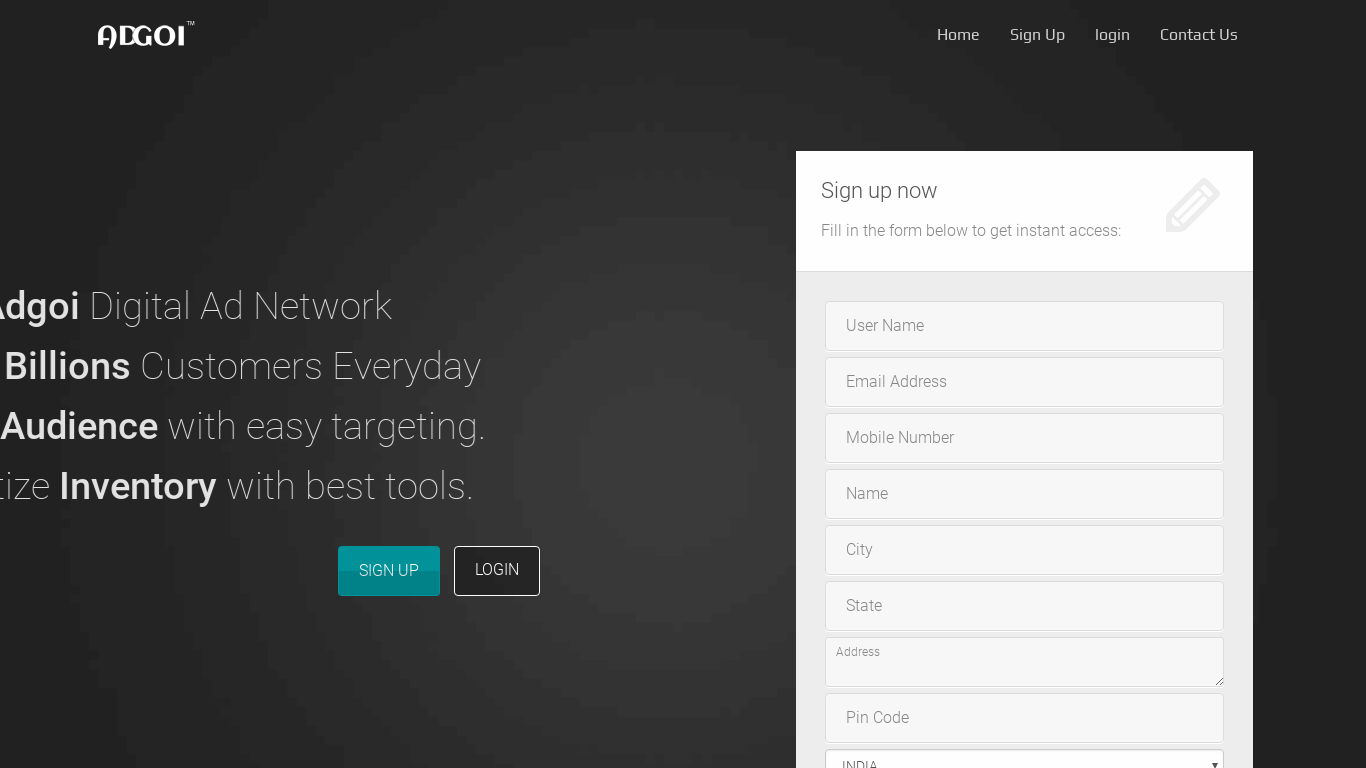 ADGOI™
Home
Sign Up
login
Contact Us
Sign up now
Fill in the form below to get instant access:
Adgoi Digital Ad Network
Billions Customers Everyday
Audience with easy targeting.
Inventory with best tools.
SIGN UP
LOGIN
User Name
Email Address
Mobile Number
Name
City
State
Address
Pin Code
INDIA